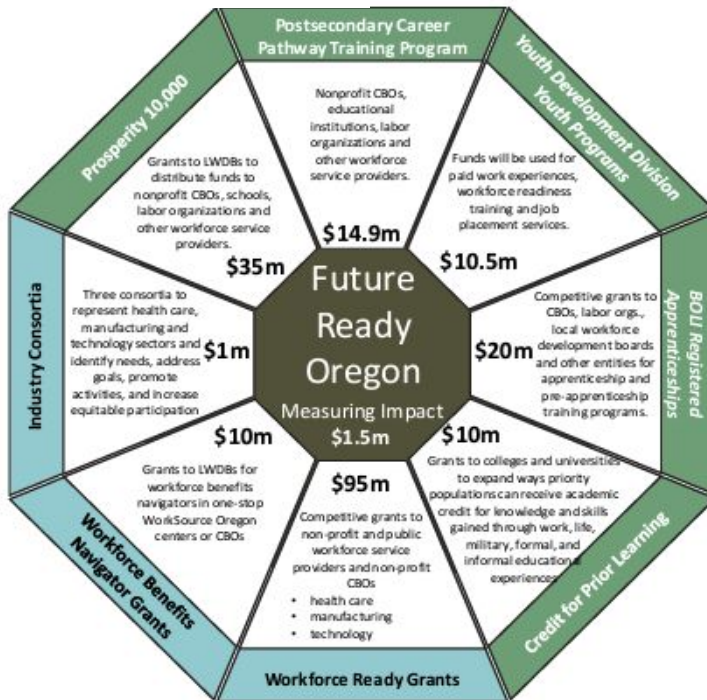 Postsecondary Career
Pathway Training Program
Nonprofit CBOs,
educational
institutions, labor
organizations and
other workforce
service providers.
$14.9m
Youth Development Division
Youth Programs
Funds will be used for
paid work experiences,
workforce readiness
training and job
placement services.
$10.5m
BOLI Registered
Apprenticeships
Competitive grants to
CBOs, labor orgs.,
local workforce
development boards
and other entities for
apprenticeship and
pre-apprenticeship
training programs.
$20m
Credit for Prior Learning
$10m
Grants to colleges and universities
to expand ways priority
populations can receive academic
credit for knowledge and skills
gained through work, life,
military, formal, and
informal educational
experiences
Workforce Ready Grants
$95m
Competitive grants to
non-profit and public
workforce service
providers and non-profit
CBOs
• health care
• manufacturing
• technology
Workforce Benefits
Navigator Grants
$10m
Grants to LWDBs for
workforce benefits
navigators in one-stop
WorkSource Oregon
centers or CBOs
Industry Consortia
Three consortia to
represent health care,
manufacturing and
technology sectors and
identify needs, address
goals, promote
activities, and increase
equitable participation
$1m
Prosperity 10,000
Grants to LWDBs to
distribute funds to
nonprofit CBOs, schools,
labor organizations and
other workforce service
providers.
$35m
Future
Ready
Oregon
Measuring Impact
$1.5m